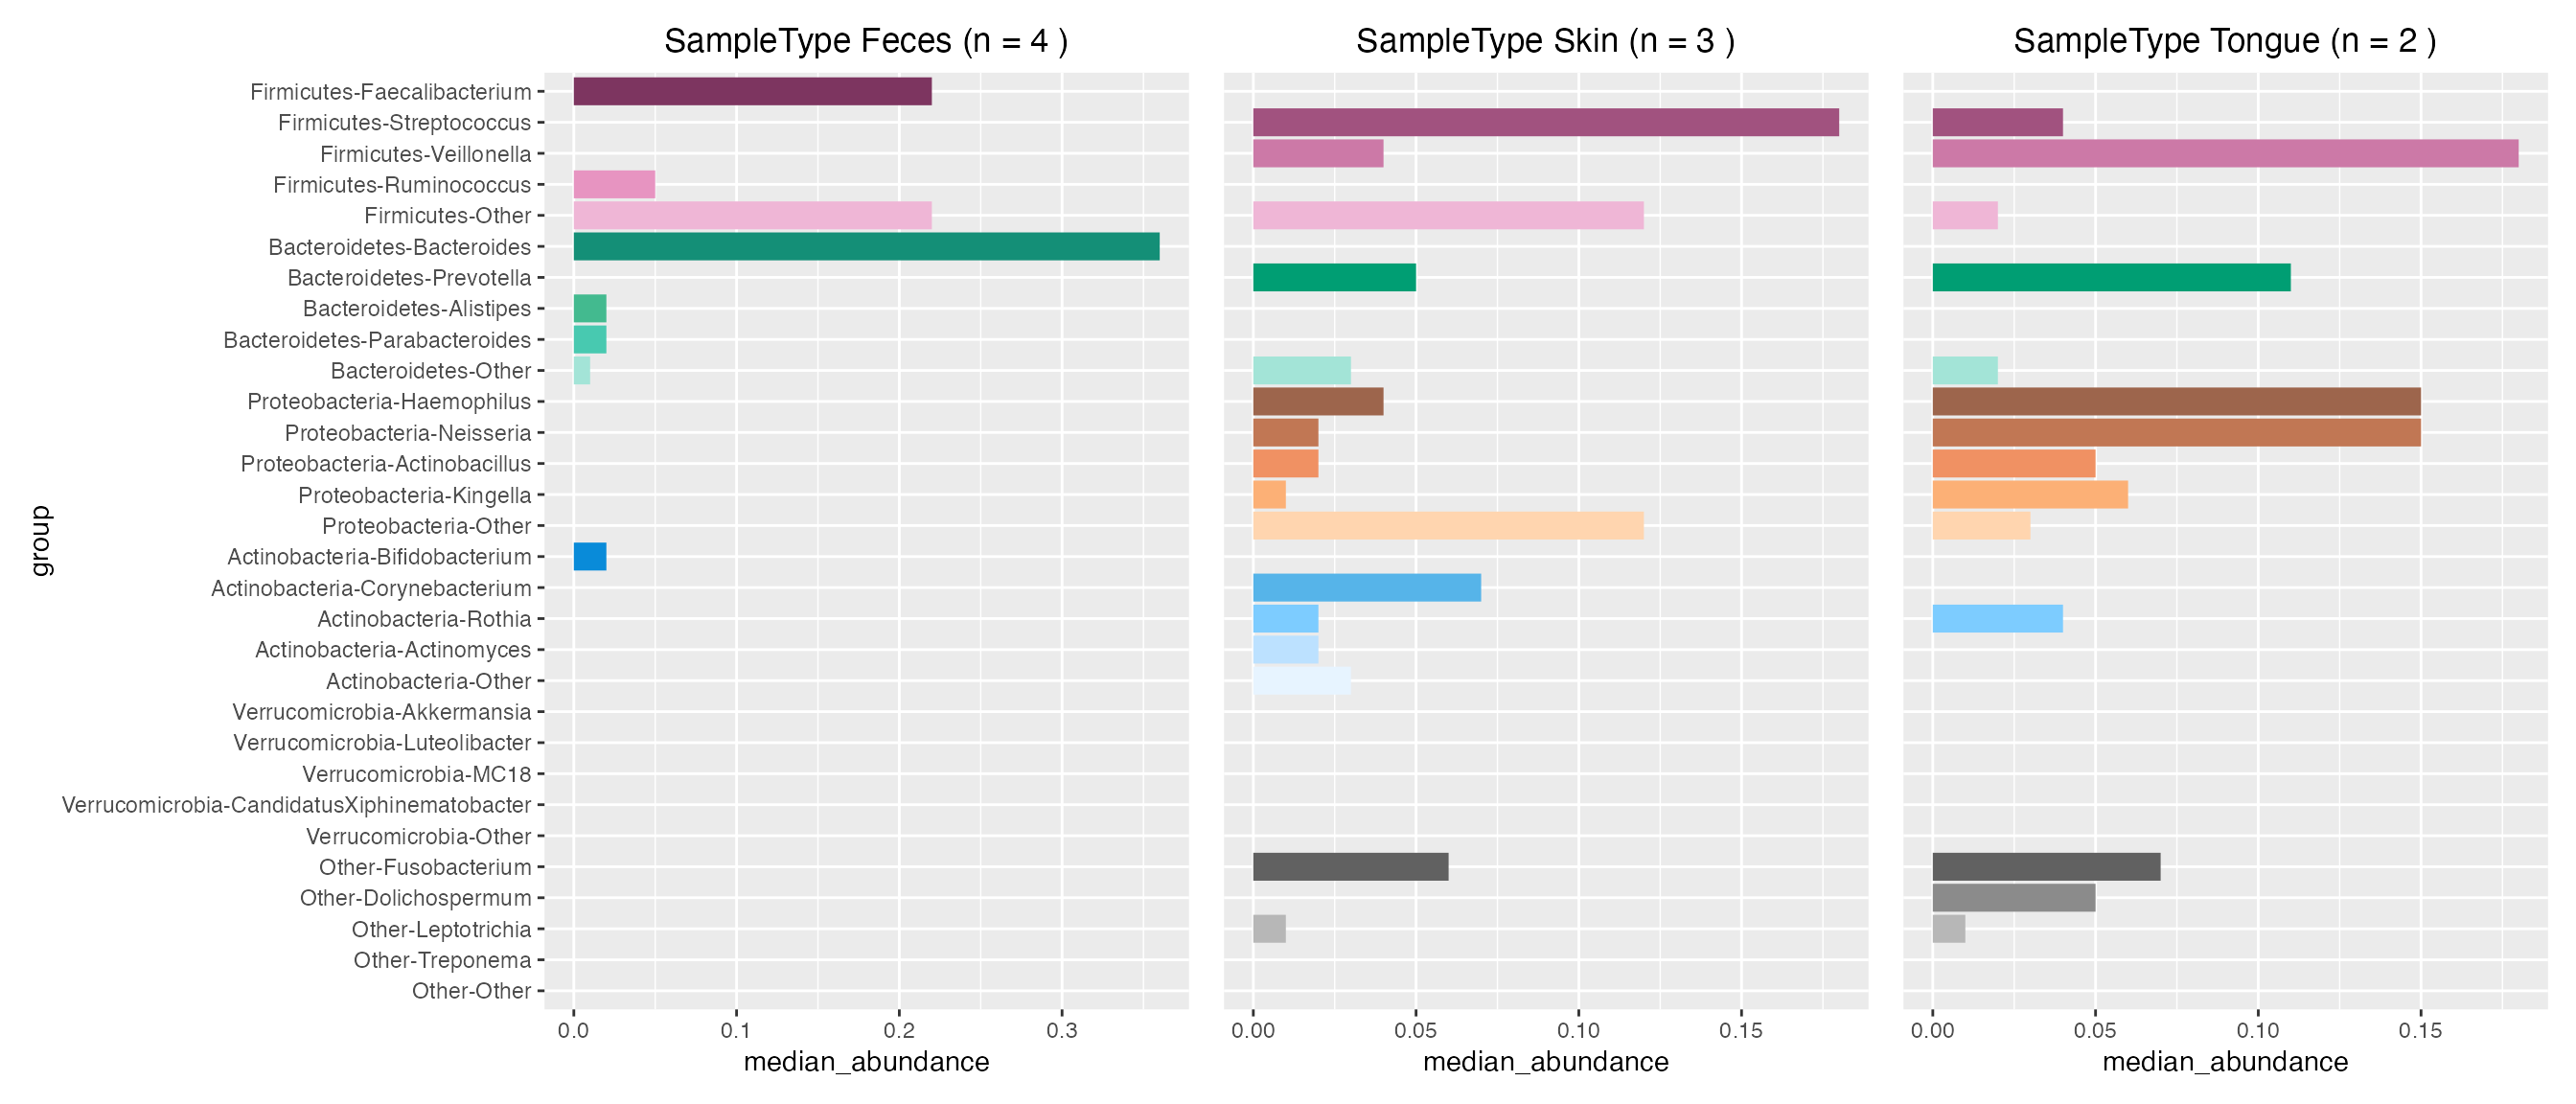 SampleType Feces (n = 4 )
SampleType Skin (n = 3 )
SampleType Tongue (n = 2 )
group
Firmicutes-Faecalibacterium
Firmicutes-Streptococcus
Firmicutes-Veillonella
Firmicutes-Ruminococcus
Firmicutes-Other
Bacteroidetes-Bacteroides
Bacteroidetes-Prevotella
Bacteroidetes-Alistipes
Bacteroidetes-Parabacteroides
Bacteroidetes-Other
Proteobacteria-Haemophilus
Proteobacteria-Neisseria
Proteobacteria-Actinobacillus
Proteobacteria-Kingella
Proteobacteria-Other
Actinobacteria-Bifidobacterium
Actinobacteria-Corynebacterium
Actinobacteria-Rothia
Actinobacteria-Actinomyces
Actinobacteria-Other
Verrucomicrobia-Akkermansia
Verrucomicrobia-Luteolibacter
Verrucomicrobia-MC18
Verrucomicrobia-CandidatusXiphinematobacter
Verrucomicrobia-Other
Other-Fusobacterium
Other-Dolichospermum
Other-Leptotrichia
Other-Treponema
Other-Other
0.0 0.1 0.2 0.3
0.00 0.05 0.10 0.15
0.00 0.05 0.10 0.15
median_abundance
median_abundance
median_abundance